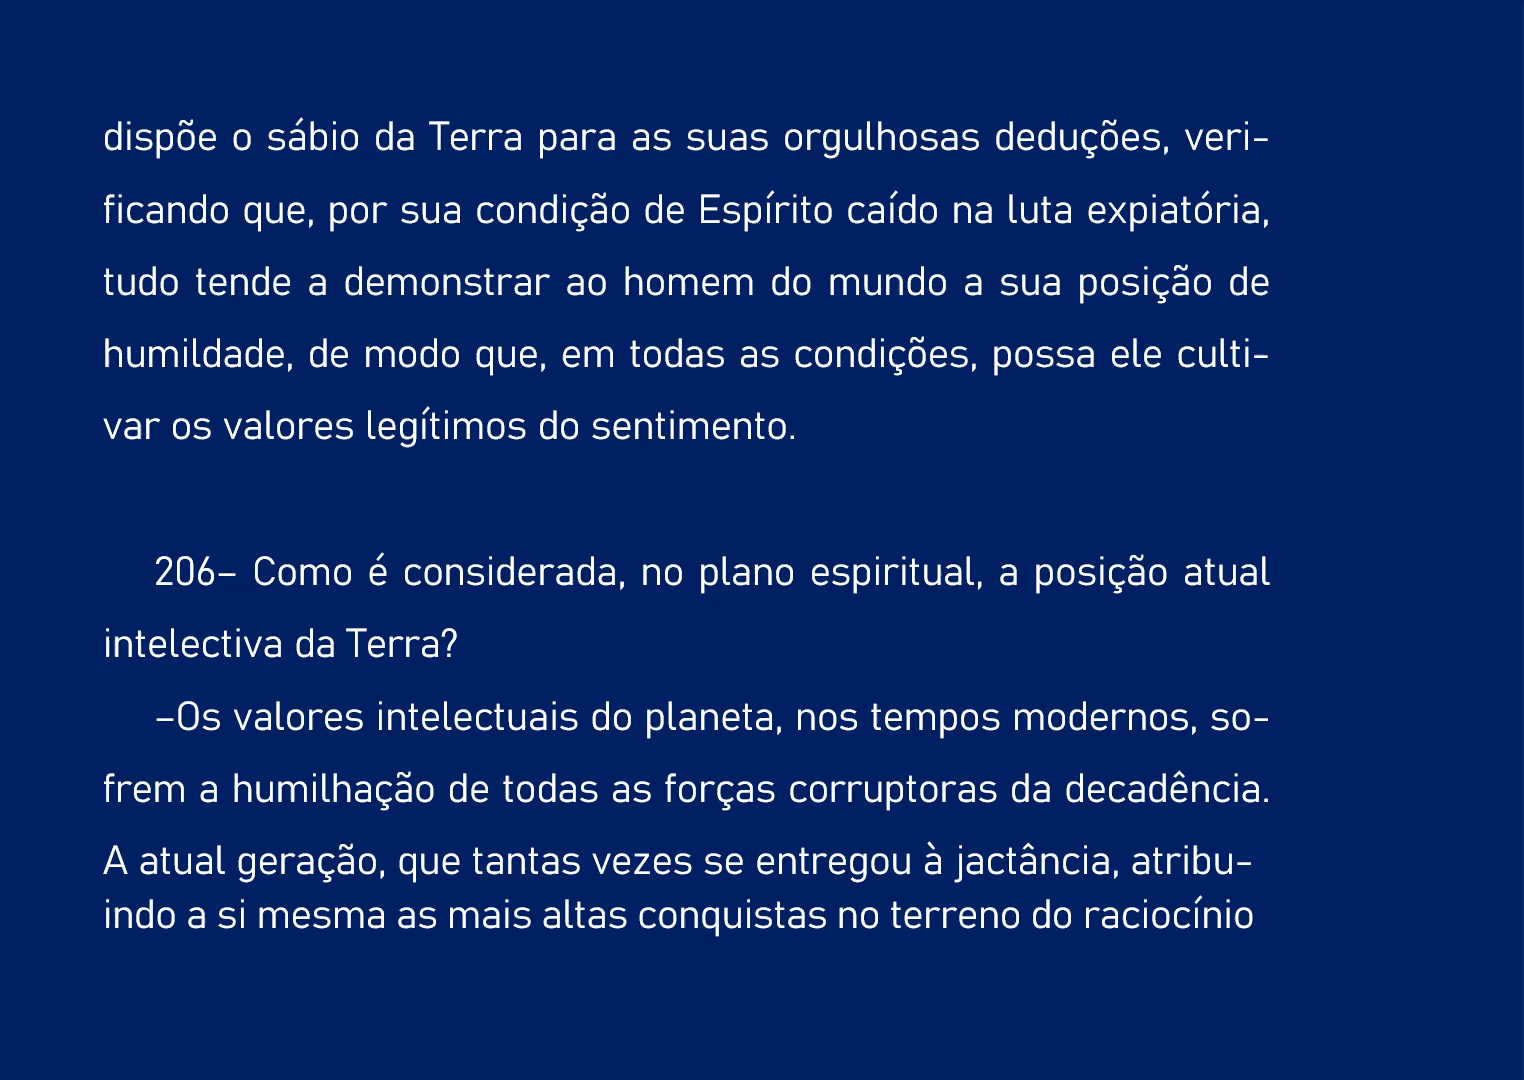 dispõe o sábio da Terra para as suas orgulhosas deduções, veri-
ficando que, por sua condição de Espírito caído na luta expiatória,
tudo tende a demonstrar ao homem do mundo a sua posição de
humildade, de modo que, em todas as condições, possa ele culti-
var os valores legítimos do sentimento.
206– Como é considerada, no plano espiritual, a posição atual
intelectiva da Terra?
–Os valores intelectuais do planeta, nos tempos modernos, so-
frem a humilhação de todas as forças corruptoras da decadência.
A atual geração, que tantas vezes se entregou à jactância, atribu-
indo a si mesma as mais altas conquistas no terreno do raciocínio